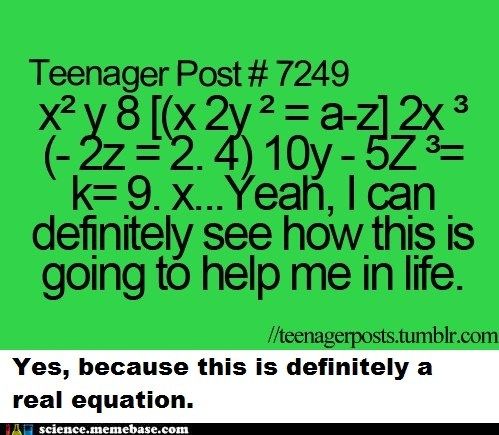 Teenager Post # 7249
x² y 8 [(x 2y ² = a-z] 2x ³
(- 2z = 2. 4) 10y - 5Z ³=
k= 9. x...Yeah, I can
definitely see how this is
going to help me in life.
//teenagerposts.tumblr.com
Yes, because this is definitely a
real equation.
science.memebase.com